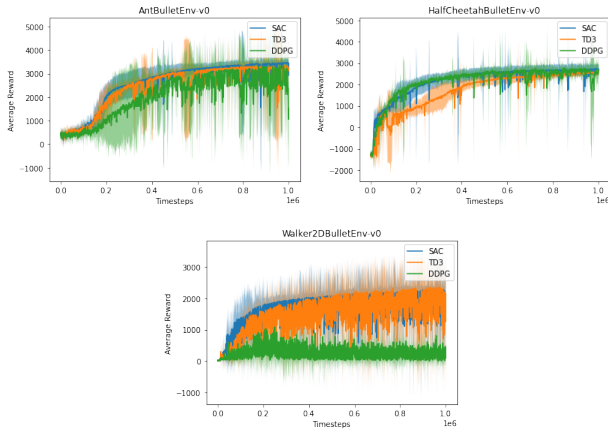 AntBulletEnv-v0
5000
4000
3000
2000
1000
0
−1000
Average Reward
SAC
TD3
DDPG
0.0 0.2 0.4 0.6 0.8 1.0
Timesteps
1e6
HalfCheetahBulletEnv-v0
5000
4000
3000
2000
1000
0
−1000
−2000
Average Reward
SAC
TD3
DDPG
0.0 0.2 0.4 0.6 0.8 1.0
Timesteps
1e6
Walker2DBulletEnv-v0
3000
2000
1000
0
−1000
Average Reward
SAC
TD3
DDPG
0.0 0.2 0.4 0.6 0.8 1.0
Timesteps
1e6